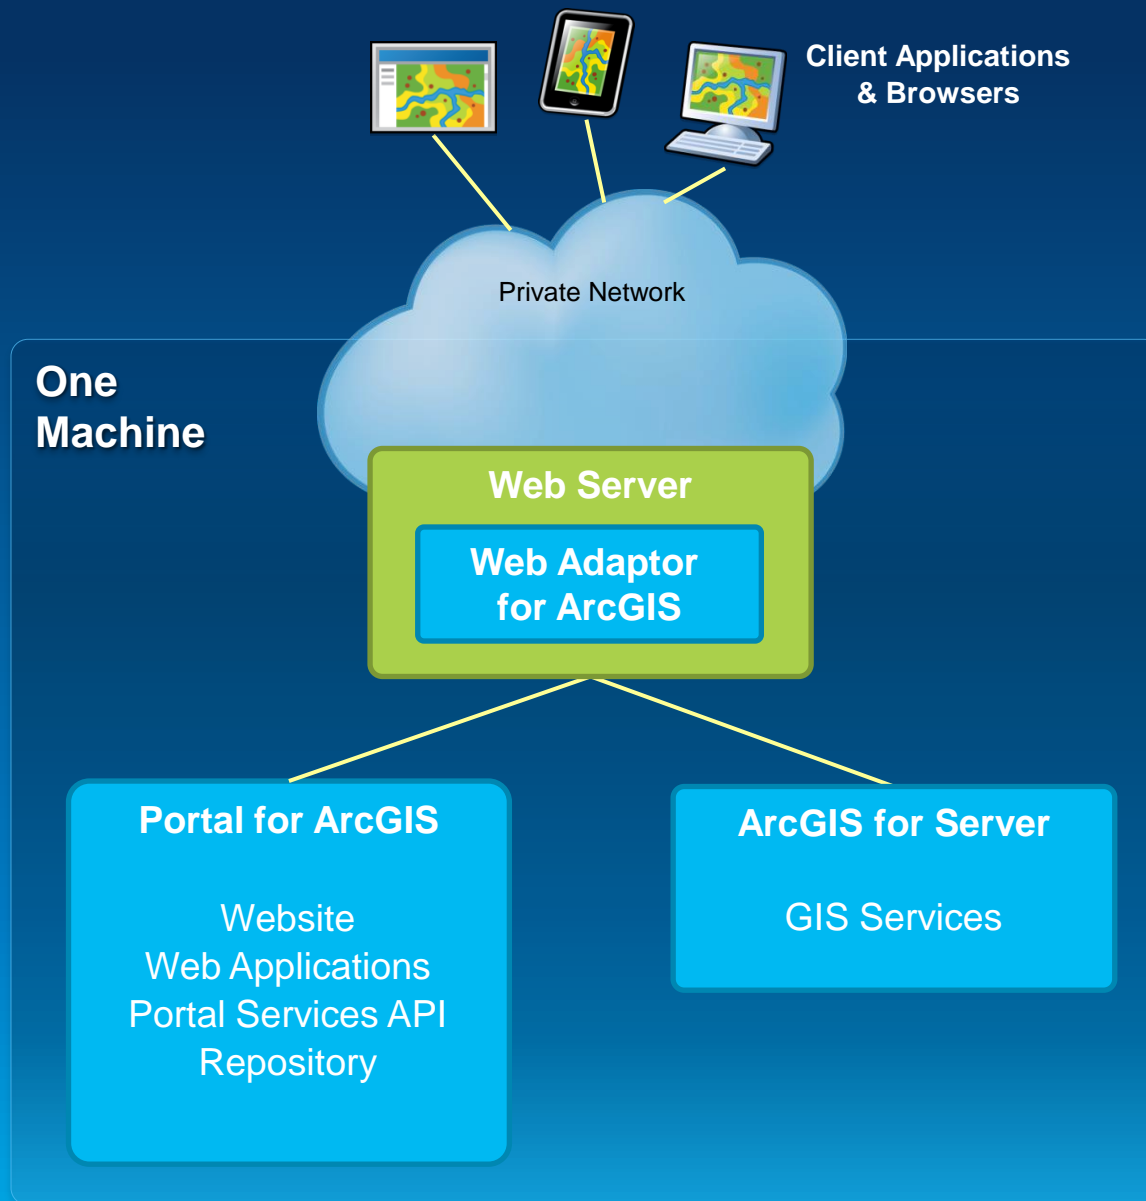 Client Applications
& Browsers
Private Network
One
Machine
Web Server
Web Adaptor
for ArcGIS
Portal for ArcGIS
Website
Web Applications
Portal Services API
Repository
ArcGIS for Server
GIS Services